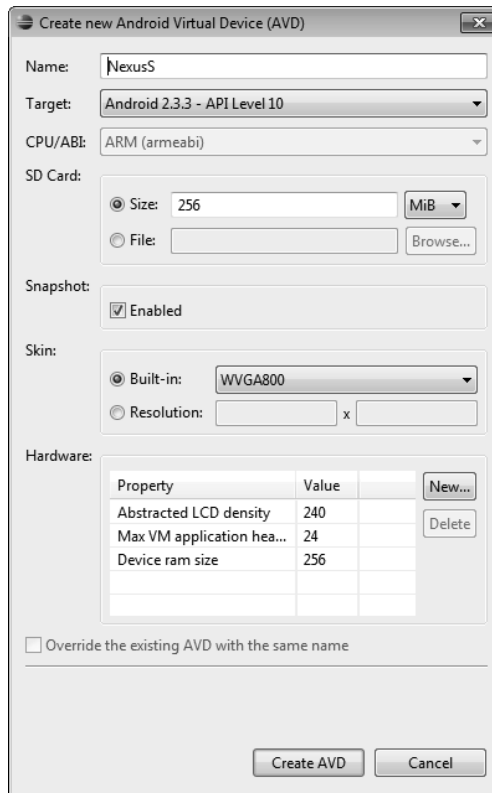 Create new Android Virtual Device (AVD)
Name: NexusS
Target: Android 2.3.3 - API Level 10
CPU/ABI: ARM (armeabi)
SD Card:
Size: 256 MiB
File: Browse...
Snapshot:
Enabled
Skin:
Built-in: WVGA800
Resolution: x
Hardware:
Property Value New...
Abstracted LCD density 240
Delete
Max VM application hea... 24
Device ram size 256
Override the existing AVD with the same name
Create AVD Cancel